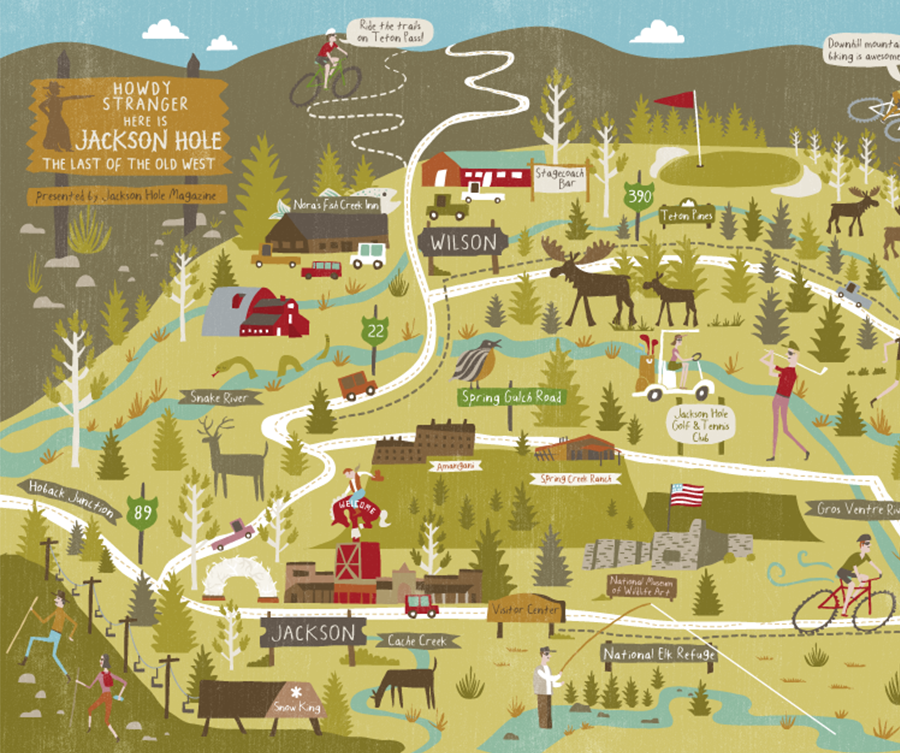 Ride the trails
on Teton Pass!
Downhill mounta
biking is awesome
HOWDY
STRANGER
HERE IS
JACKSON HOLE
THE LAST OF THE OLD WEST
presented by Jackson Hole Magazine
Stagecoach
Bar
390
Nora's Fish Creek Inn
Teton Pines
WILSON
22
Snake River
Spring Gulch Road
Jackson Hole
Golf & Tennis
Club
Amangani
Spring Creek Ranch
Hoback Junction
89
WELCOME
Gros Ventre Riv
National Museum
of Wildlife Art
Visitor Center
JACKSON
Cache Creek
National Elk Refuge
Snow King